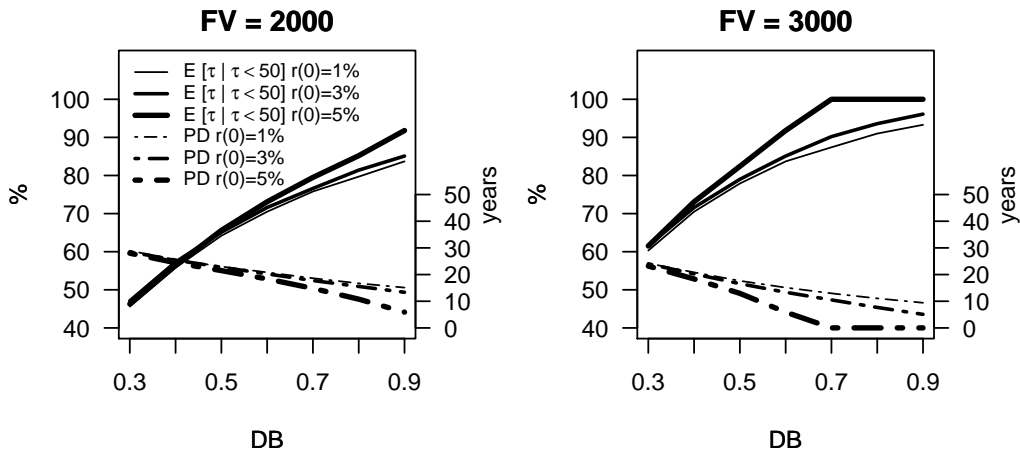 FV = 2000
E [τ | τ < 50] r(0)=1%
E [τ | τ < 50] r(0)=3%
E [τ | τ < 50] r(0)=5%
PD r(0)=1%
PD r(0)=3%
PD r(0)=5%
100
90
80
70
60
50
40
%
50
40
30
20
10
0
years
0.3 0.5 0.7 0.9
DB
FV = 3000
100
90
80
70
60
50
40
%
50
40
30
20
10
0
years
0.3 0.5 0.7 0.9
DB